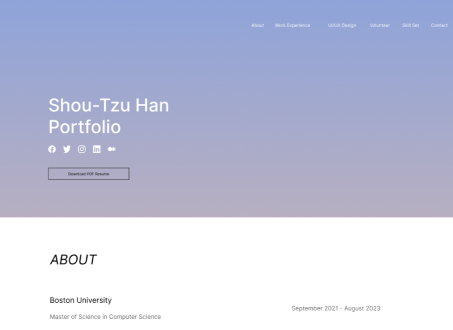 About Work Experience UI/UX Design Volunteer Skill Set Contact
Shou-Tzu Han
Portfolio
Download PDF Resume
ABOUT
Boston University
September 2021 - August 2023
Master of Science in Computer Science